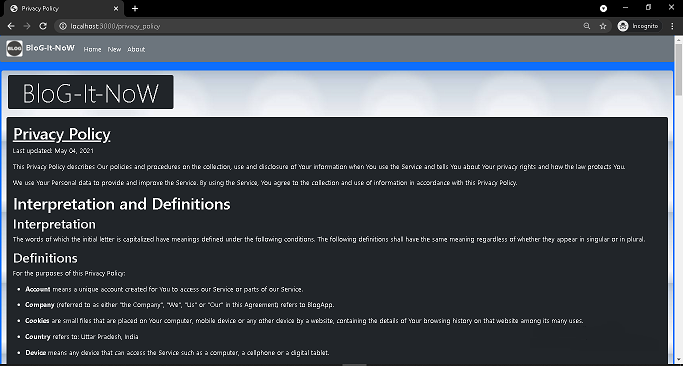 Privacy Policy
localhost:3000/privacy_policy
Incognito
BLOG
BloG-It-NoW Home New About
BloG-It-NoW
Privacy Policy
Last updated: May 04, 2021
This Privacy Policy describes Our policies and procedures on the collection, use and disclosure of Your information when You use the Service and tells You about Your privacy rights and how the law protects You.
We use Your Personal data to provide and improve the Service. By using the Service, You agree to the collection and use of information in accordance with this Privacy Policy.
Interpretation and Definitions
Interpretation
The words of which the initial letter is capitalized have meanings defined under the following conditions. The following definitions shall have the same meaning regardless of whether they appear in singular or in plural.
Definitions
For the purposes of this Privacy Policy:
• Account means a unique account created for You to access our Service or parts of our Service.
• Company (referred to as either "the Company", "We", "Us" or "Our" in this Agreement) refers to BlogApp.
• Cookies are small files that are placed on Your computer, mobile device or any other device by a website, containing the details of Your browsing history on that website among its many uses.
• Country refers to: Uttar Pradesh, India
• Device means any device that can access the Service such as a computer, a cellphone or a digital tablet.